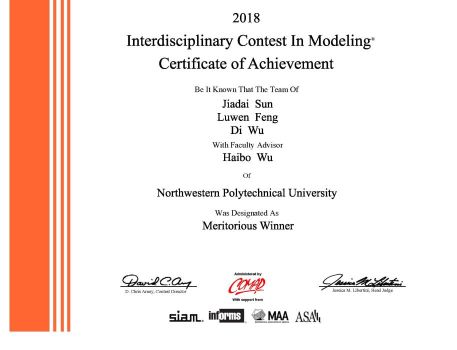 2018
Interdisciplinary Contest In Modeling®
Certificate of Achievement
Be It Known That The Team Of
Jiadai Sun
Luwen Feng
Di Wu
With Faculty Advisor
Haibo Wu
Of
Northwestern Polytechnical University
Was Designated As
Meritorious Winner
Administered by
COMAP
With support from
D. Chris Arney, Contest Director
Jessica M. Libertini, Head Judge
siam. informs MAA ASA